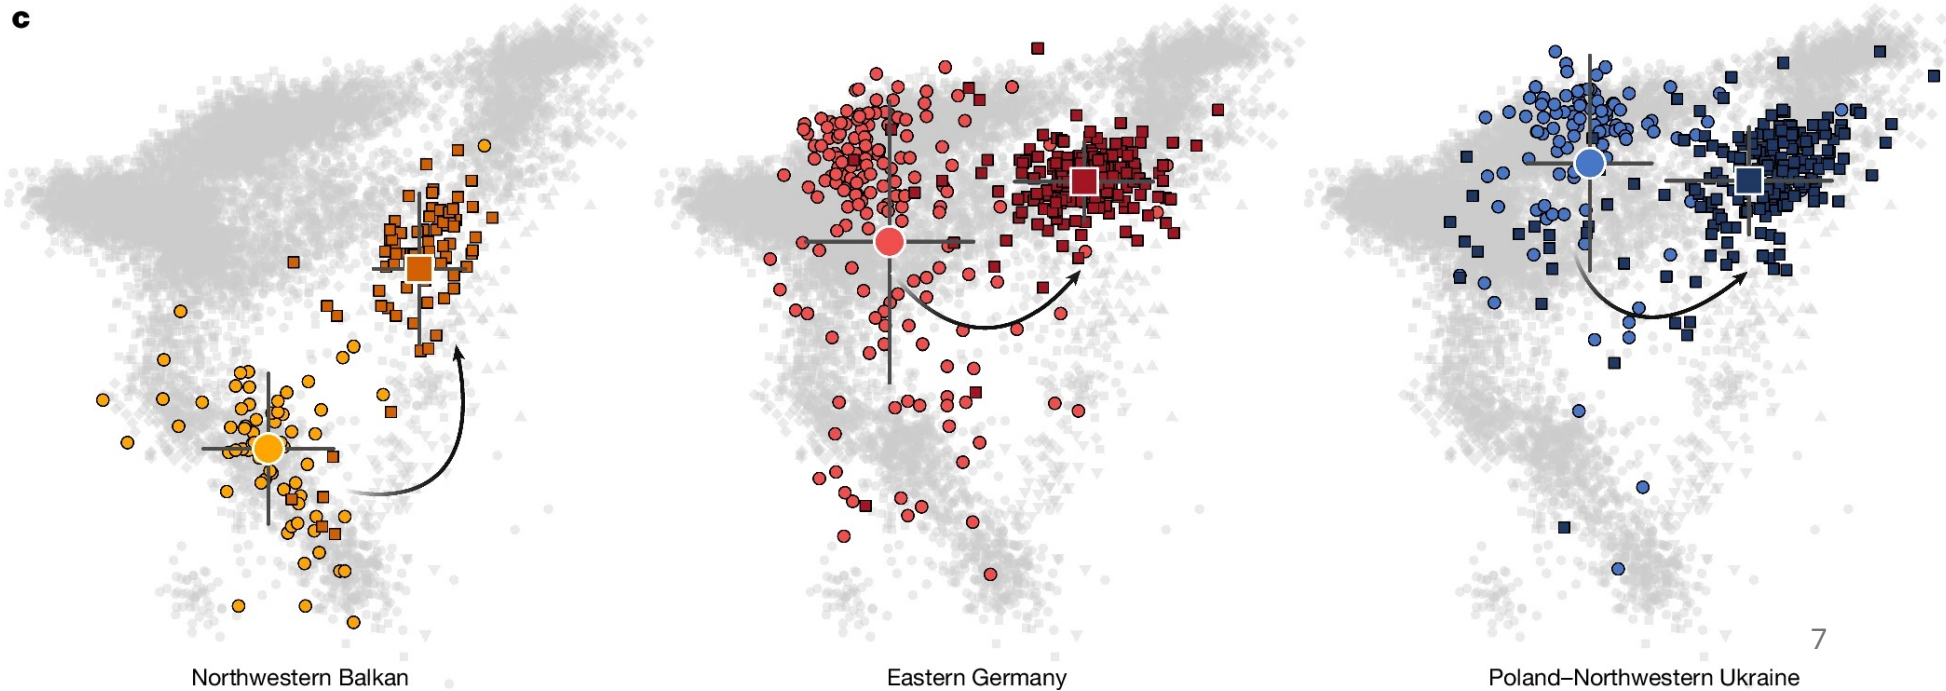 c
7
Northwestern Balkan
Eastern Germany
Poland–Northwestern Ukraine